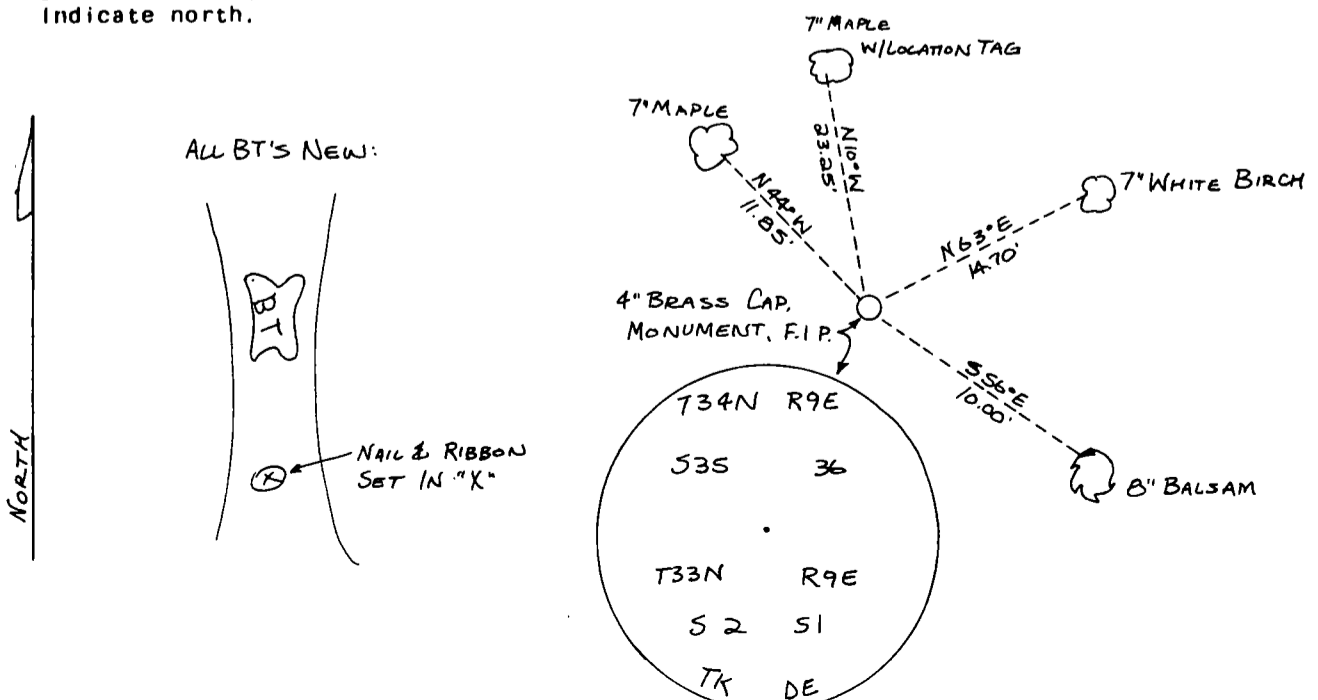 Indicate north.
7" MAPLE
W/LOCATION TAG
7" MAPLE
ALL BT'S NEW:
N10°W
23.25'
7" WHITE BIRCH
N44°W
11.85'
N63°E
14.70'
BT
4" BRASS CAP,
MONUMENT, F.I.P.
S56°E
10.00'
T34N R9E
NAIL & RIBBON
SET IN "X"
X
S35 36
8" BALSAM
NORTH
T33N R9E
S2 S1
TK DE